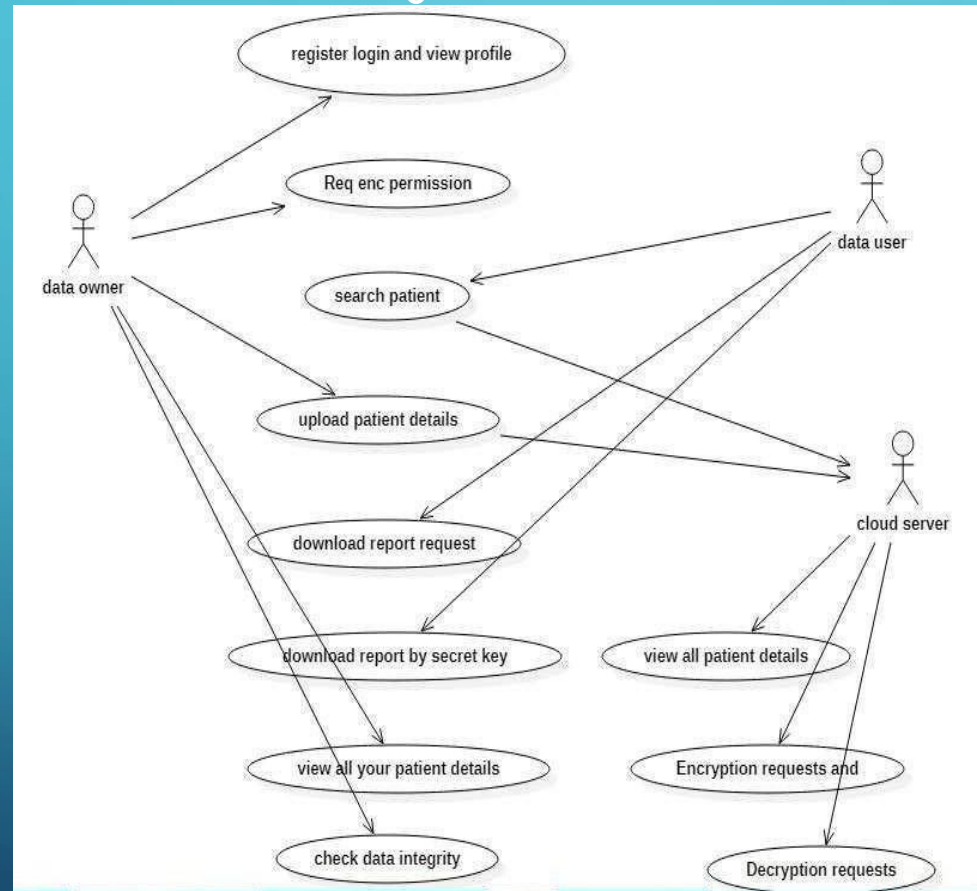 register login and view profile
Req enc permission
data user
data owner
search patient
upload patient details
cloud server
download report request
download report by secret key
view all patient details
view all your patient details
Encryption requests and
check data integrity
Decryption requests